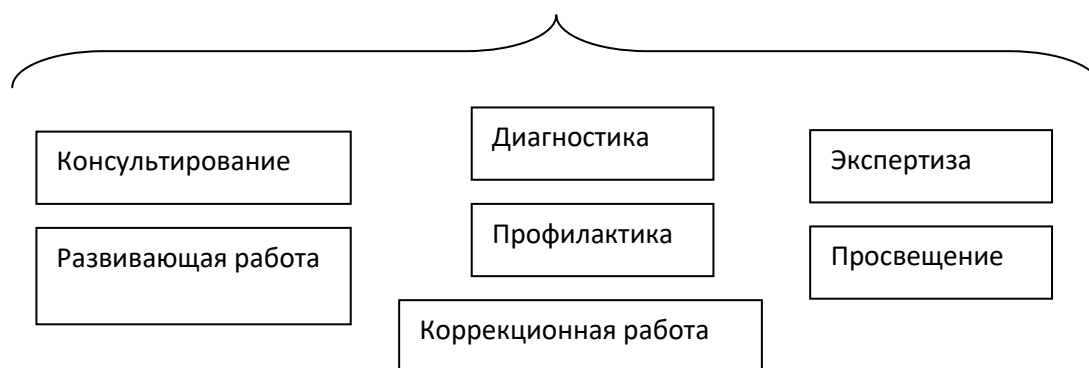 Консультирование
Диагностика
Экспертиза
Развивающая работа
Профилактика
Просвещение
Коррекционная работа